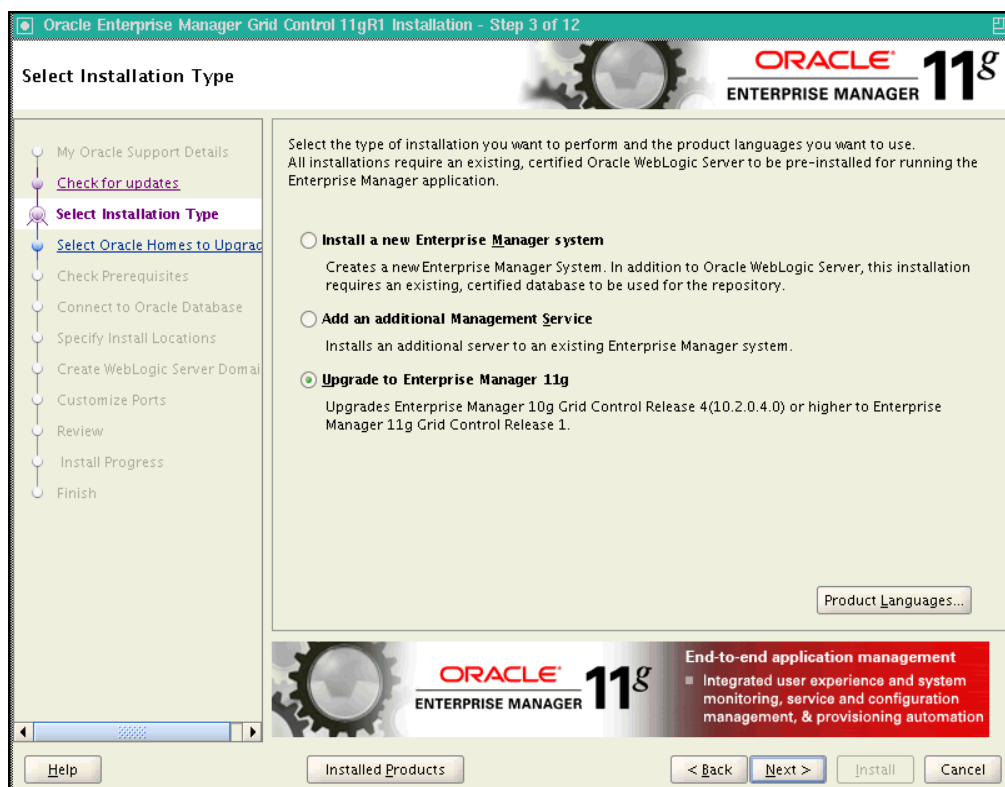 Oracle Enterprise Manager Grid Control 11gR1 Installation - Step 3 of 12
Select Installation Type
ORACLE
ENTERPRISE MANAGER
11g
My Oracle Support Details
Check for updates
Select Installation Type
Select Oracle Homes to Upgrad
Check Prerequisites
Connect to Oracle Database
Specify Install Locations
Create WebLogic Server Domai
Customize Ports
Review
Install Progress
Finish
Select the type of installation you want to perform and the product languages you want to use.
All installations require an existing, certified Oracle WebLogic Server to be pre-installed for running the
Enterprise Manager application.
Install a new Enterprise Manager system
Creates a new Enterprise Manager System. In addition to Oracle WebLogic Server, this installation
requires an existing, certified database to be used for the repository.
Add an additional Management Service
Installs an additional server to an existing Enterprise Manager system.
Upgrade to Enterprise Manager 11g
Upgrades Enterprise Manager 10g Grid Control Release 4(10.2.0.4.0) or higher to Enterprise
Manager 11g Grid Control Release 1.
Product Languages...
ORACLE
ENTERPRISE MANAGER
11g
End-to-end application management
Integrated user experience and system
monitoring, service and configuration
management, & provisioning automation
Help
Installed Products
< Back
Next >
Install
Cancel